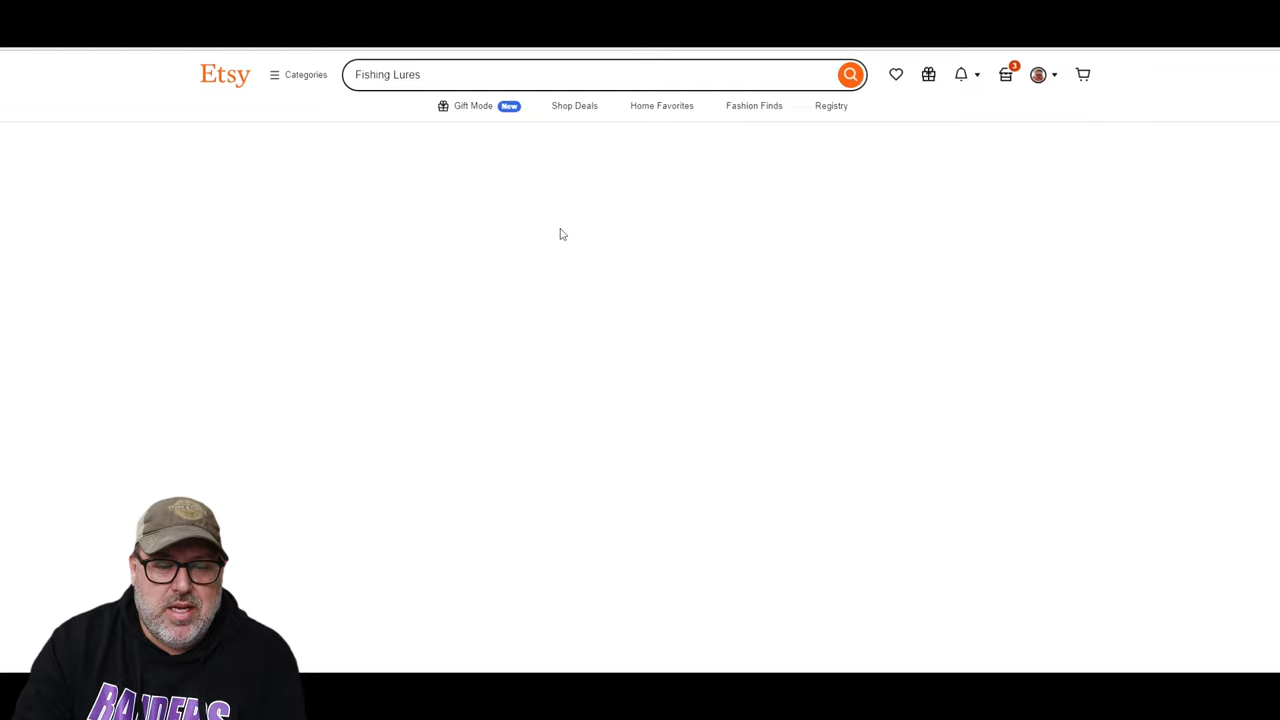 Etsy
Categories
Fishing Lures
3
Gift Mode New
Shop Deals
Home Favorites
Fashion Finds
Registry